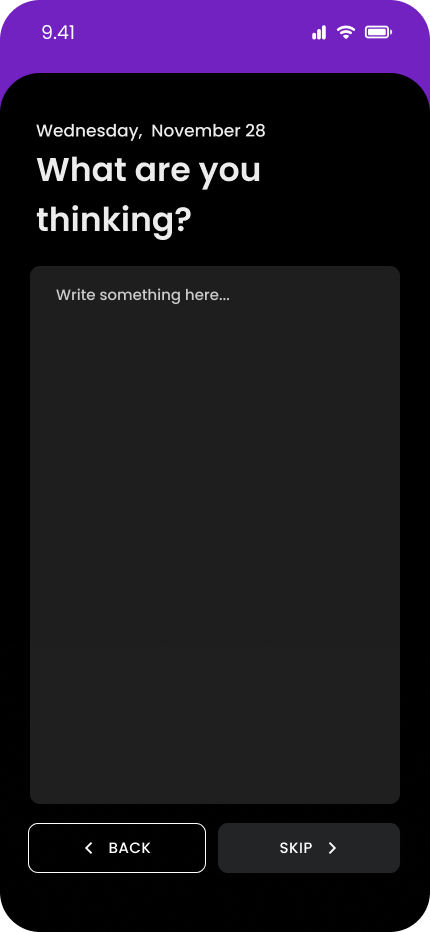 9.41
Wednesday, November 28
What are you
thinking?
Write something here...
BACK
SKIP